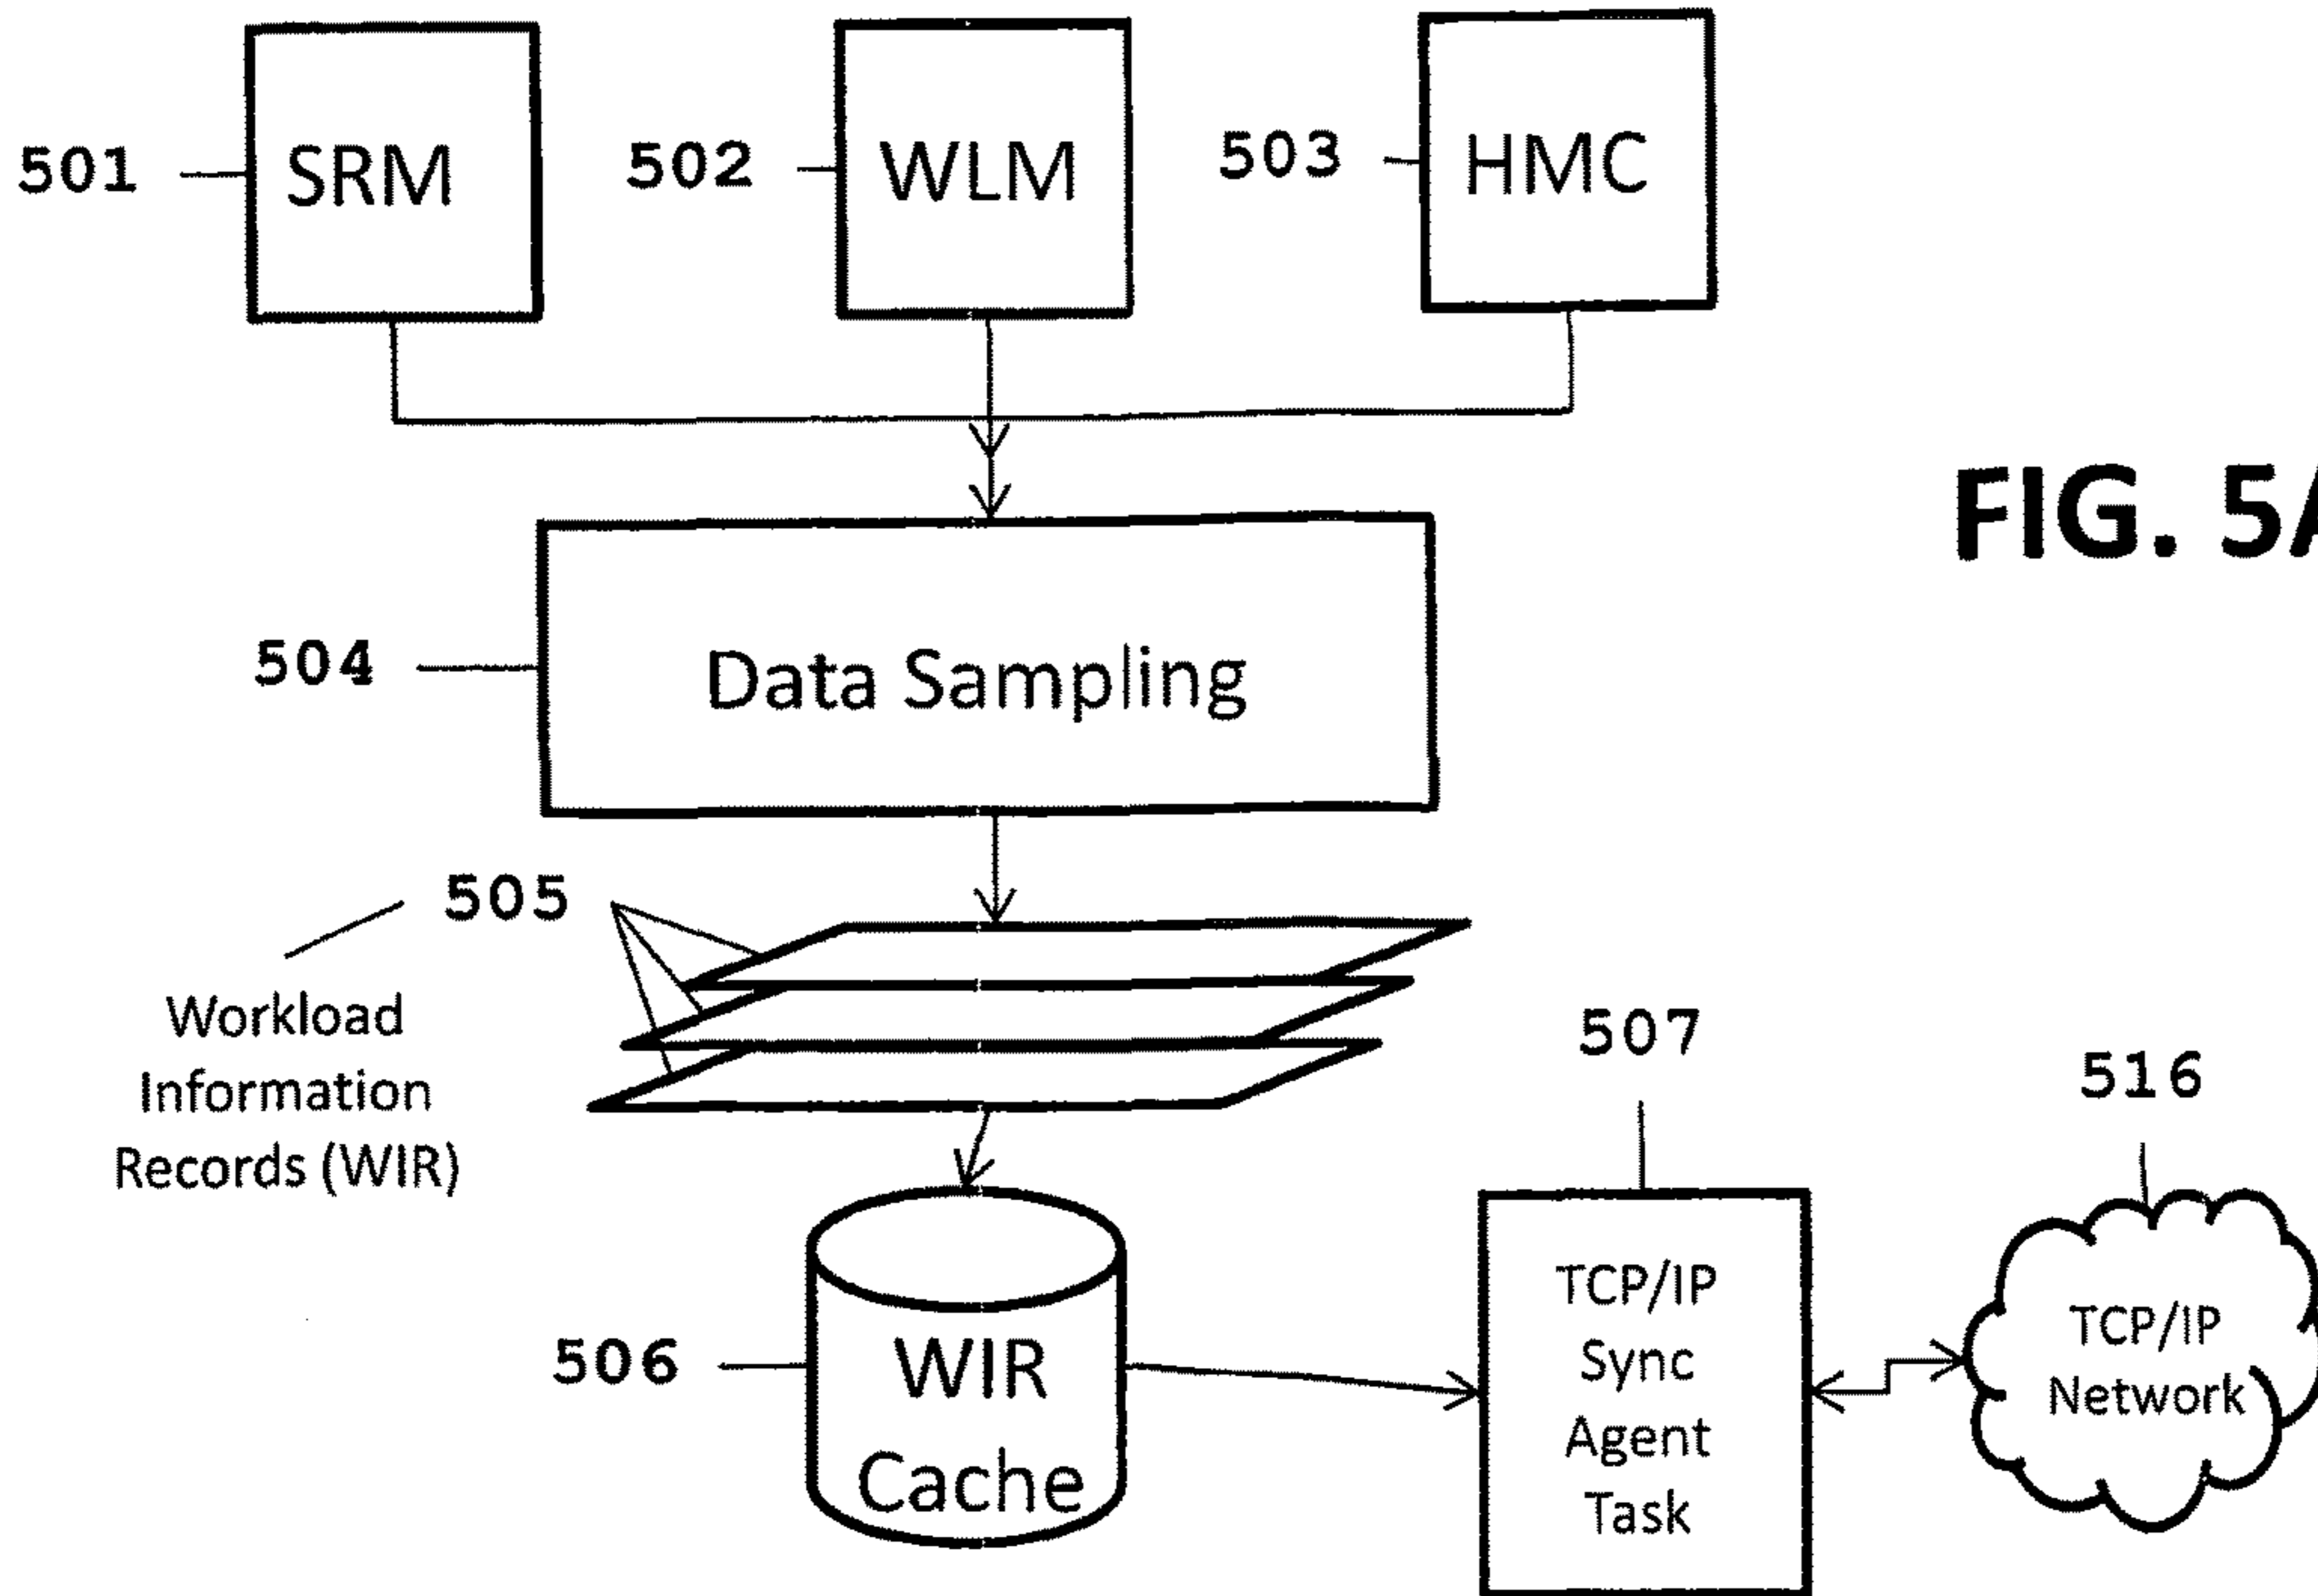 501
SRM
502
WLM
503
HMC
FIG. 5A
504
Data Sampling
505
Workload
Information
Records (WIR)
507
516
506
WIR
Cache
TCP/IP
Sync
Agent
Task
TCP/IP
Network